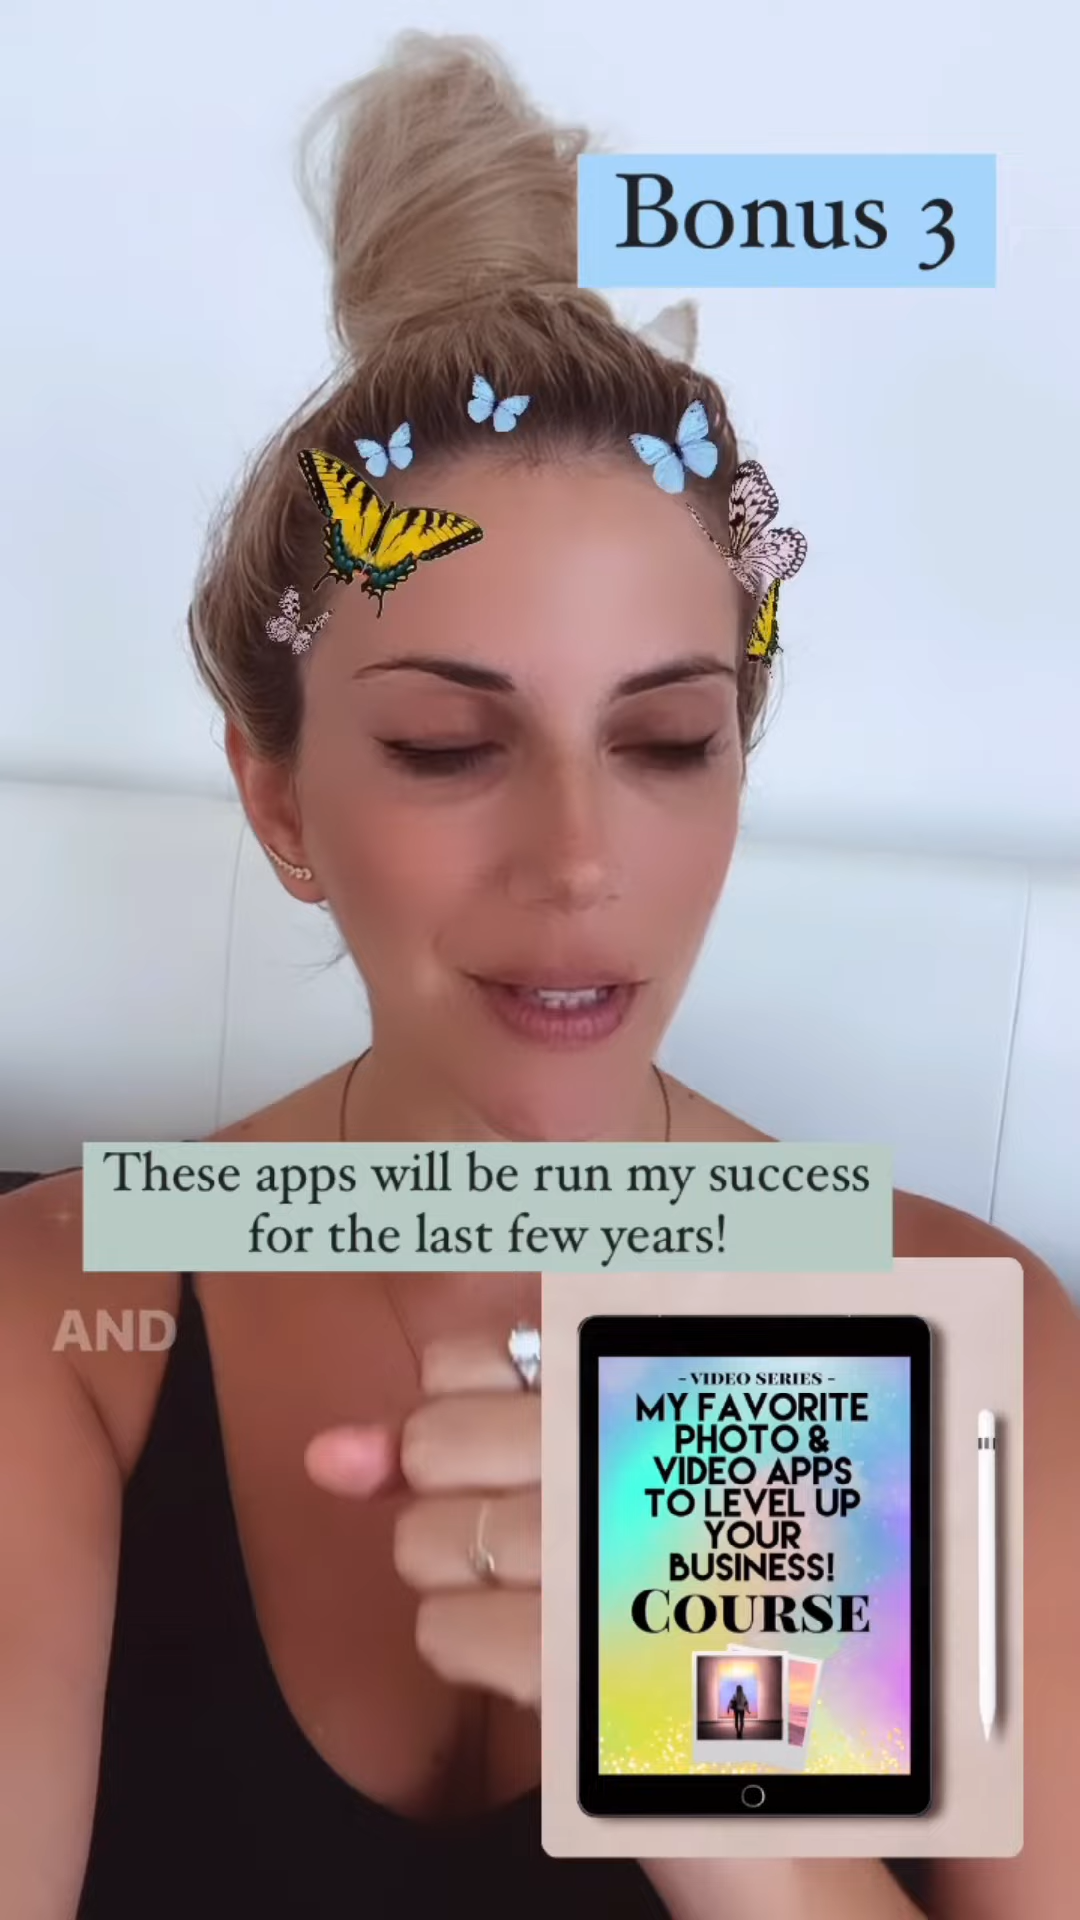 Bonus 3
These apps will be run my success
for the last few years!
AND
- VIDEO SERIES -
MY FAVORITE
PHOTO &
VIDEO APPS
TO LEVEL UP
YOUR
BUSINESS!
COURSE